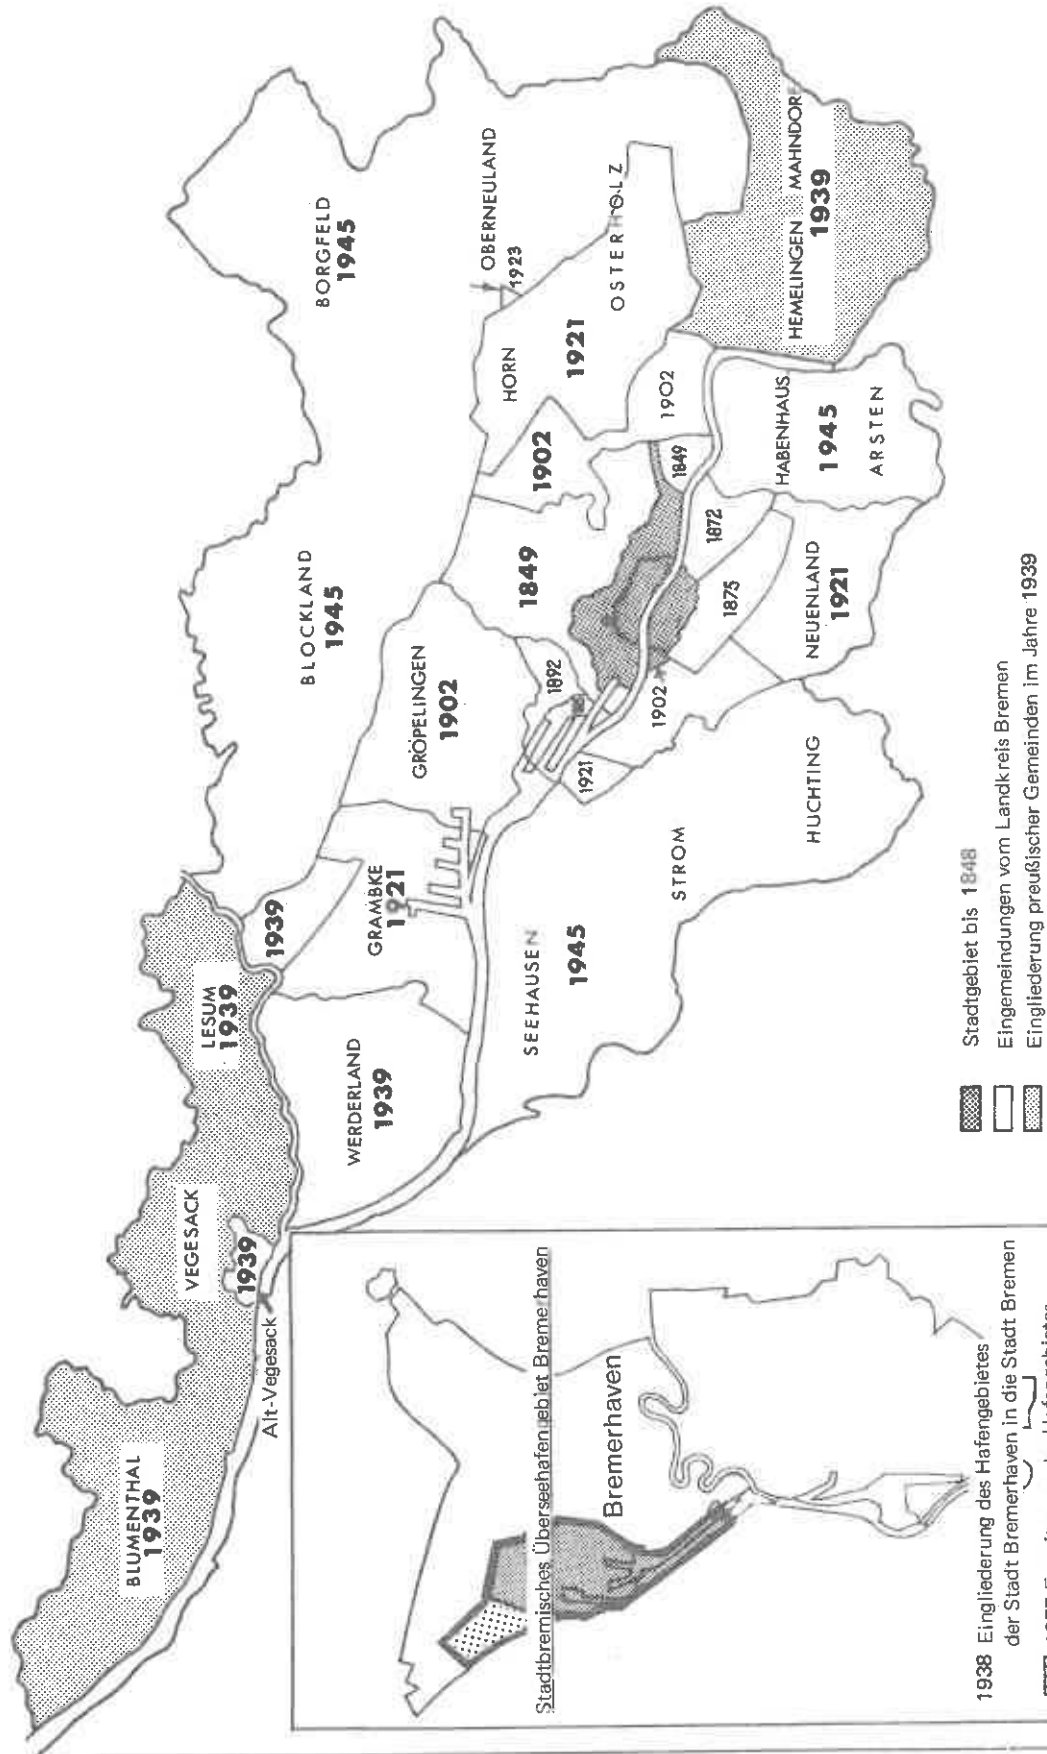 BLUMENTHAL
1939
VEGESACK
1939
Alt-Vegesack
LESUM
1939
1939
WERDERLAND
1939
GRAMBKE
1921
BLOCKLAND
1945
BORGFELD
1945
GRÖPELINGEN
1902
1849
1902
HORN
OBERNEULAND
1923
1921
OSTERHOLZ
1892
1902
1849
HEMELINGEN MAHNDORF
1939
SEEHAUSEN
1945
STROM
HUCHTING
1921
1902
1875
1872
NEUENLAND
1921
HABENHAUS
1945
ARSTEN
Stadtgebiet bis 1848
Eingemeindungen vom Landkreis Bremen
Eingliederung preußischer Gemeinden im Jahre 1939
Stadtbremisches Überseehafengebiet Bremerhaven
Bremerhaven
1938 Eingliederung des Hafengebietes
der Stadt Bremerhaven in die Stadt Bremen